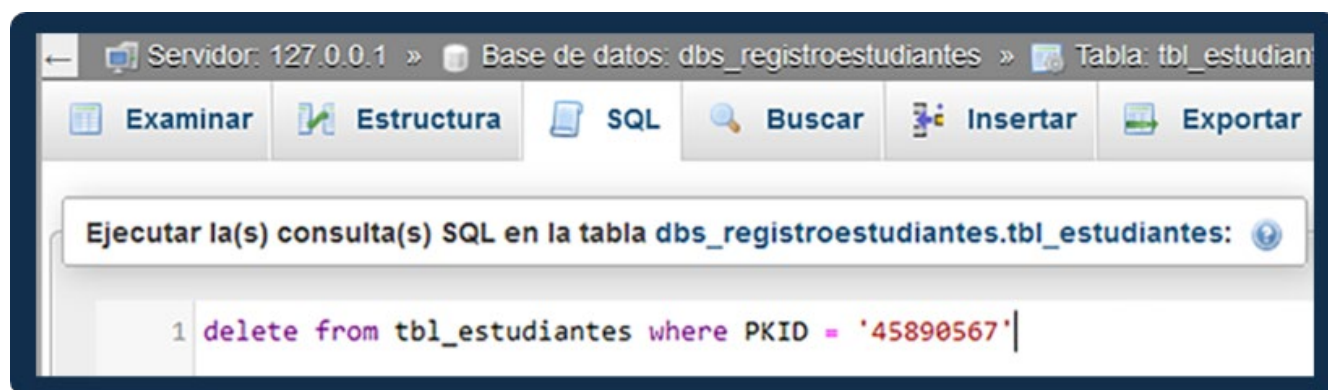 ← Servidor: 127.0.0.1 » Base de datos: dbs_registroestudiantes » Tabla: tbl_estudian
Examinar Estructura SQL Buscar Insertar Exportar
Ejecutar la(s) consulta(s) SQL en la tabla dbs_registroestudiantes.tbl_estudiantes:
1 delete from tbl_estudiantes where PKID = '45890567'